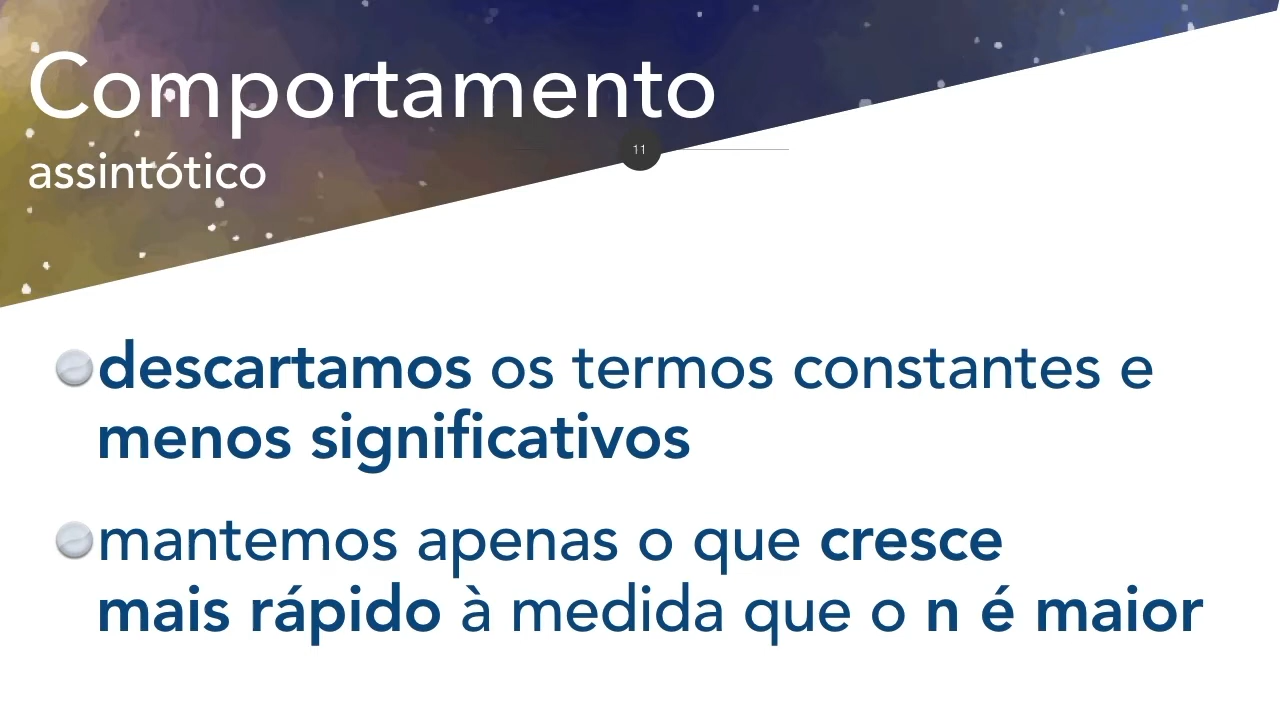 Comportamento
assintótico
11
descartamos os termos constantes e
menos significativos
mantemos apenas o que cresce
mais rápido à medida que o n é maior